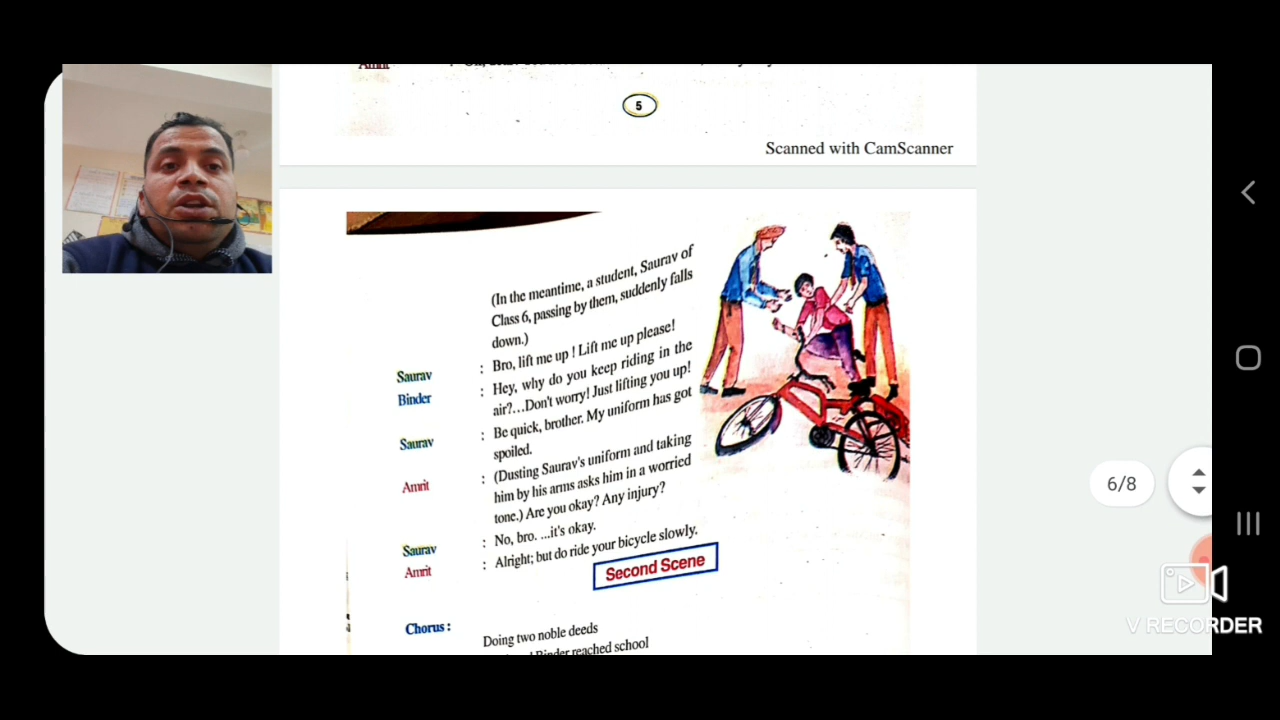 Amrit
5
Scanned with CamScanner
(In the meantime, a student, Saurav of
Class 6, passing by them, suddenly falls
down.)
Saurav : Bro, lift me up ! Lift me up please!
Binder : Hey, why do you keep riding in the
air?...Don't worry! Just lifting you up!
Saurav : Be quick, brother. My uniform has got
spoiled.
Amrit : (Dusting Saurav's uniform and taking
him by his arms asks him in a worried
tone.) Are you okay? Any injury?
Saurav : No, bro. ...it's okay.
Amrit : Alright; but do ride your bicycle slowly.
Second Scene
Chorus :
Doing two noble deeds
Binder reached school
6/8
V RECORDER